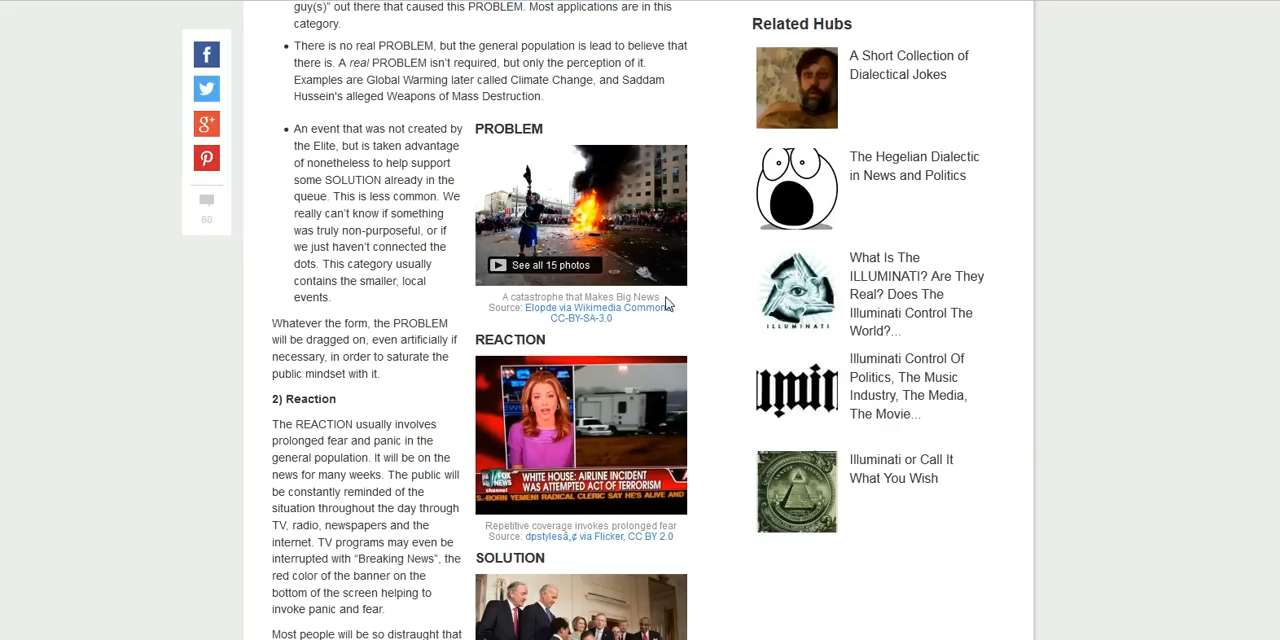 guy(s)" out there that caused this PROBLEM. Most applications are in this
category.
There is no real PROBLEM, but the general population is lead to believe that
there is. A real PROBLEM isn't required, but only the perception of it.
Examples are Global Warming later called Climate Change, and Saddam
Hussein's alleged Weapons of Mass Destruction.
An event that was not created by
the Elite, but is taken advantage
of nonetheless to help support
some SOLUTION already in the
queue. This is less common. We
really can't know if something
was truly non-purposeful, or if
we just haven't connected the
dots. This category usually
contains the smaller, local
events.
Whatever the form, the PROBLEM
will be dragged on, even artificially if
necessary, in order to saturate the
public mindset with it.
2) Reaction
The REACTION usually involves
prolonged fear and panic in the
general population. It will be on the
news for many weeks. The public will
be constantly reminded of the
situation throughout the day through
TV, radio, newspapers and the
internet. TV programs may even be
interrupted with "Breaking News", the
red color of the banner on the
bottom of the screen helping to
invoke panic and fear.
Most people will be so distraught that
PROBLEM
See all 15 photos
A catastrophe that Makes Big News
Source: Elopde via Wikimedia Commons
CC-BY-SA-3.0
REACTION
FOX
NEWS
channel
WHITE HOUSE: AIRLINE INCIDENT
WAS ATTEMPTED ACT OF TERRORISM
S.-BORN YEMENI RADICAL CLERIC SAY HE'S ALIVE AND
Repetitive coverage invokes prolonged fear
Source: dpstylesâ„¢ via Flicker, CC BY 2.0
SOLUTION
60
Related Hubs
A Short Collection of
Dialectical Jokes
The Hegelian Dialectic
in News and Politics
ILLUMINATI
What Is The
ILLUMINATI? Are They
Real? Does The
Illuminati Control The
World?...
Illuminati Control Of
Politics, The Music
Industry, The Media,
The Movie...
Illuminati or Call It
What You Wish